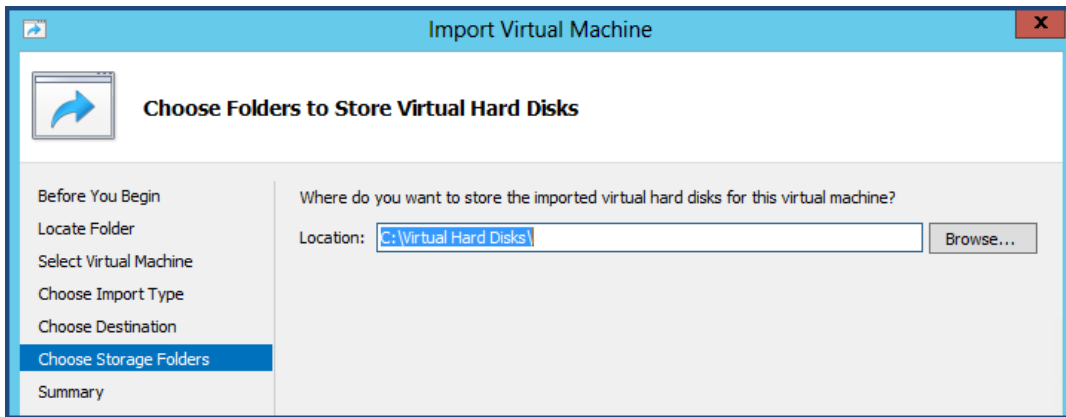 Import Virtual Machine
X
Choose Folders to Store Virtual Hard Disks
Before You Begin
Locate Folder
Select Virtual Machine
Choose Import Type
Choose Destination
Choose Storage Folders
Summary
Where do you want to store the imported virtual hard disks for this virtual machine?
Location: C:\Virtual Hard Disks\ Browse...